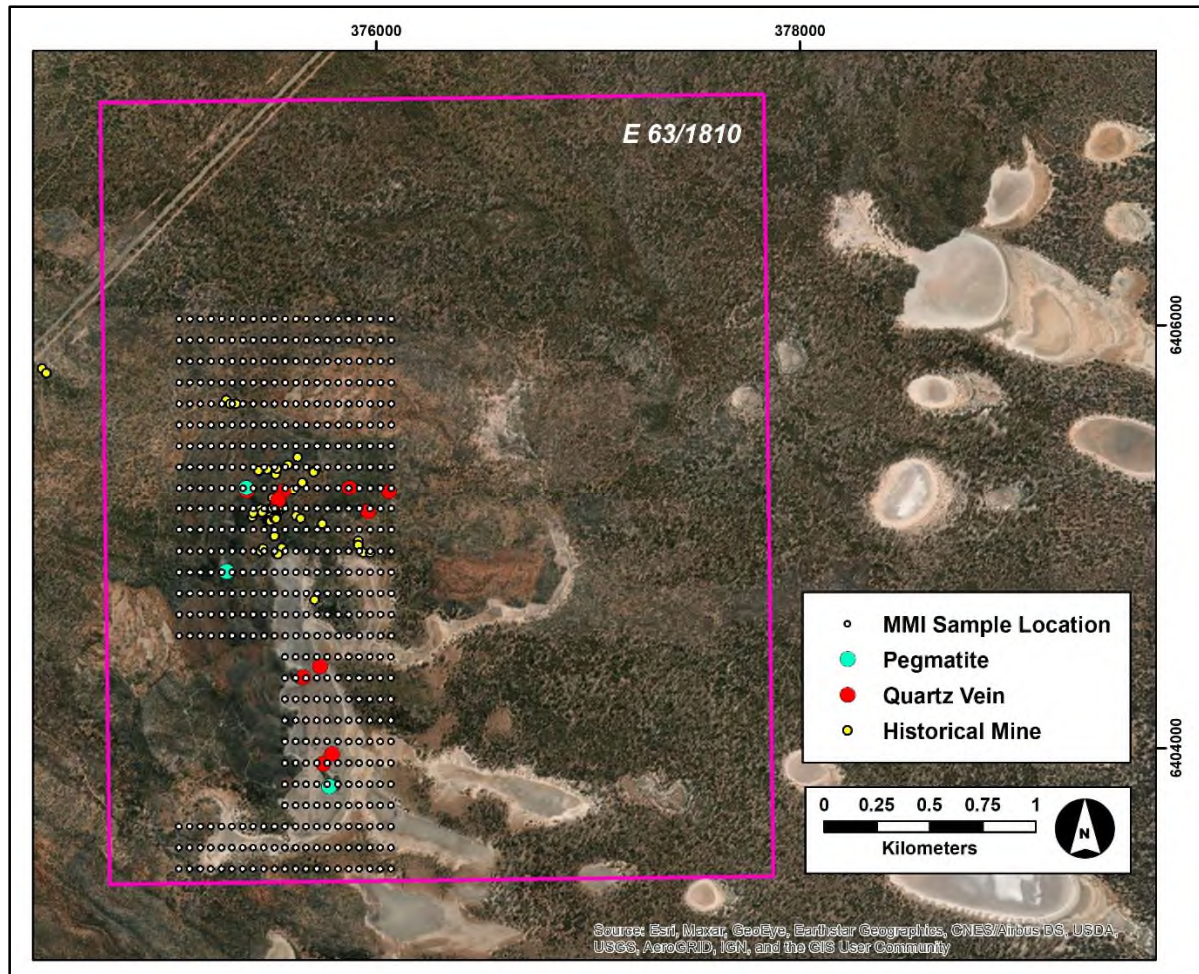 376000
378000
E 63/1810
6406000
MMI Sample Location
Pegmatite
Quartz Vein
Historical Mine
6404000
0 0.25 0.5 0.75 1
Kilometers
N
Source: Esri, Maxar, GeoEye, Earthstar Geographics, CNES/Airbus DS, USDA,
USGS, AeroGRID, IGN, and the GIS User Community